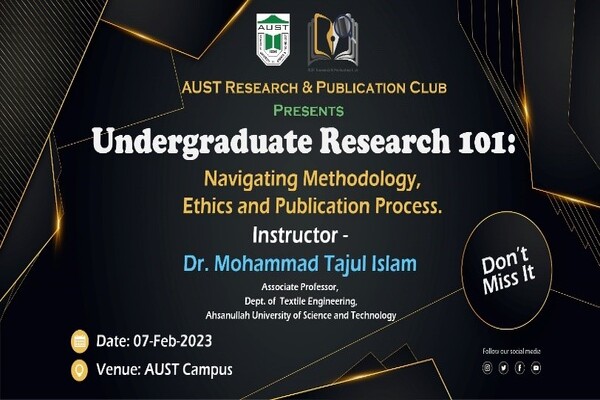 AUST
AUST RESEARCH & PUBLICATION CLUB
PRESENTS
Undergraduate Research 101:
Navigating Methodology,
Ethics and Publication Process.
Instructor -
Dr. Mohammad Tajul Islam
Associate Professor,
Dept. of Textile Engineering,
Ahsanullah University of Science and Technology
Don't
Miss It
Date: 07-Feb-2023
Venue: AUST Campus
Follow our social media